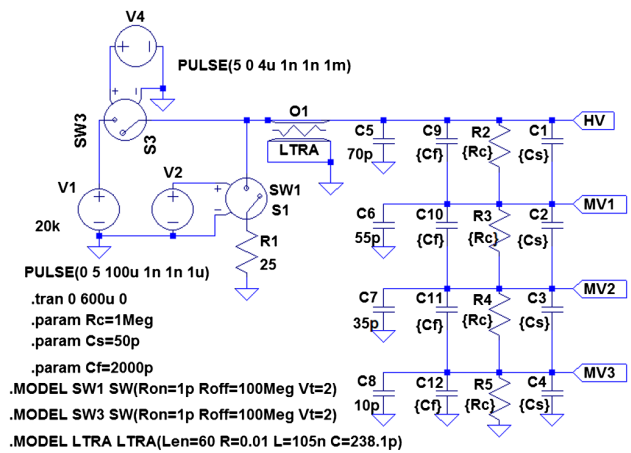 V4
PULSE(5 0 4u 1n 1n 1m)
SW3
S3
V1
20k
V2
SW1
S1
R1
25
O1
LTRA
C5
70p
C9
{Cf}
R2
{Rc}
C1
{Cs}
HV
C6
55p
C10
{Cf}
R3
{Rc}
C2
{Cs}
MV1
C7
35p
C11
{Cf}
R4
{Rc}
C3
{Cs}
MV2
C8
10p
C12
{Cf}
R5
{Rc}
C4
{Cs}
MV3
PULSE(0 5 100u 1n 1n 1u)
.tran 0 600u 0
.param Rc=1Meg
.param Cs=50p
.param Cf=2000p
.MODEL SW1 SW(Ron=1p Roff=100Meg Vt=2)
.MODEL SW3 SW(Ron=1p Roff=100Meg Vt=2)
.MODEL LTRA LTRA(Len=60 R=0.01 L=105n C=238.1p)